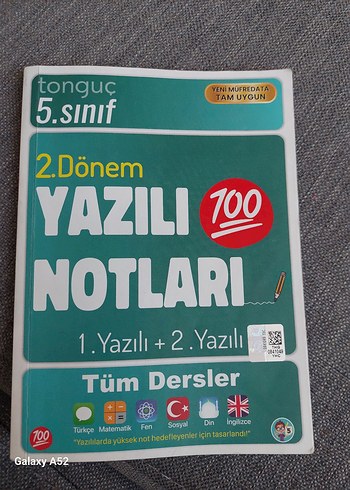 tonguç
5.sınıf
YENİ MÜFREDATA
TAM UYGUN
2.Dönem
YAZILI
100
NOTLARI
1.Yazılı + 2.Yazılı
Tüm Dersler
Türkçe Matematik Fen Sosyal Din İngilizce
100
"Yazılılarda yüksek not hedefleyenler için tasarlandı!"
Galaxy A52